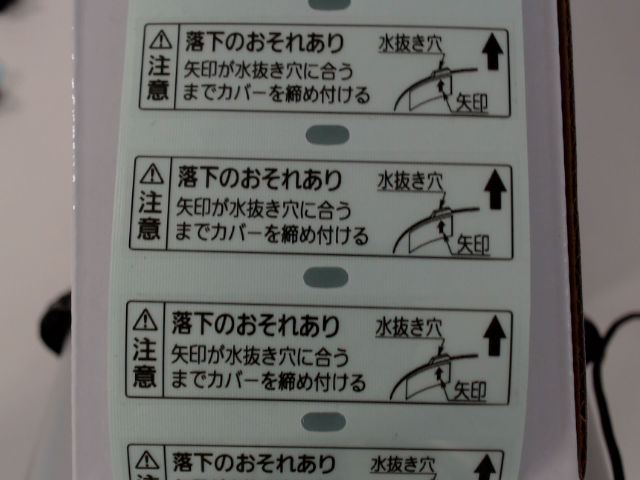 ⚠注意
落下のおそれあり
矢印が水抜き穴に合う
までカバーを締め付ける
水抜き穴
矢印
⚠注意
落下のおそれあり
矢印が水抜き穴に合う
までカバーを締め付ける
水抜き穴
矢印
⚠注意
落下のおそれあり
矢印が水抜き穴に合う
までカバーを締め付ける
水抜き穴
矢印
⚠
落下のおそれあり
水抜き穴